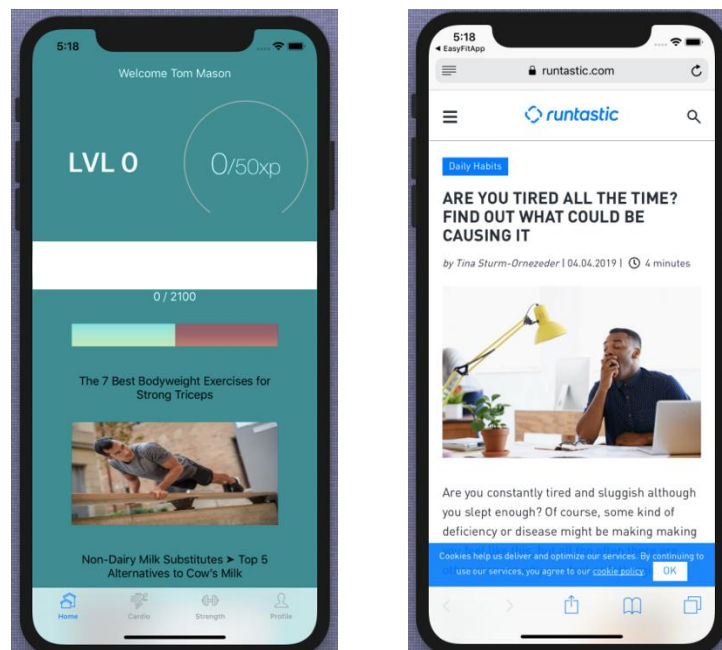 5:18
Welcome Tom Mason
LVL 0
0/50xp
0 / 2100
The 7 Best Bodyweight Exercises for
Strong Triceps
Non-Dairy Milk Substitutes ➤ Top 5
Alternatives to Cow's Milk
Home
Cardio
Strength
Profile
5:18
◀ EasyFitApp
runtastic.com
runtastic
Daily Habits
ARE YOU TIRED ALL THE TIME?
FIND OUT WHAT COULD BE
CAUSING IT
by Tina Sturm-Ornezeder | 04.04.2019 | 4 minutes
Are you constantly tired and sluggish although
you slept enough? Of course, some kind of
deficiency or disease might be making making
Cookies help us deliver and optimize our services. By continuing to
use our services, you agree to our cookie policy. OK